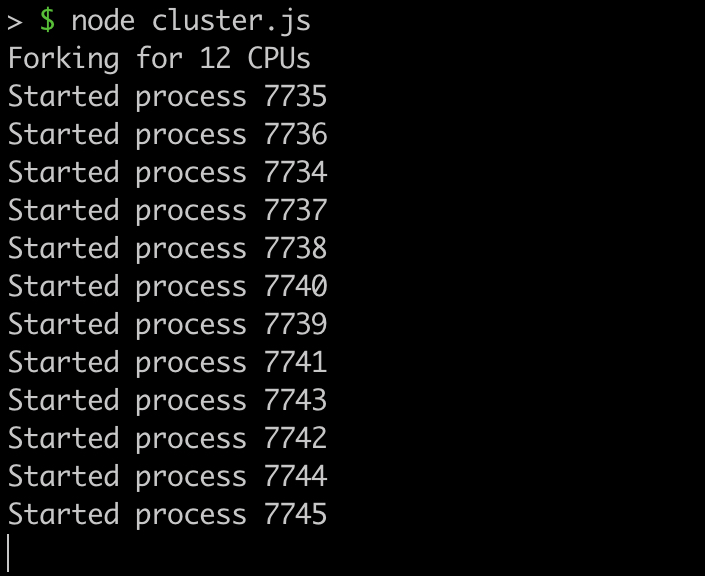 > $ node cluster.js
Forking for 12 CPUs
Started process 7735
Started process 7736
Started process 7734
Started process 7737
Started process 7738
Started process 7740
Started process 7739
Started process 7741
Started process 7743
Started process 7742
Started process 7744
Started process 7745